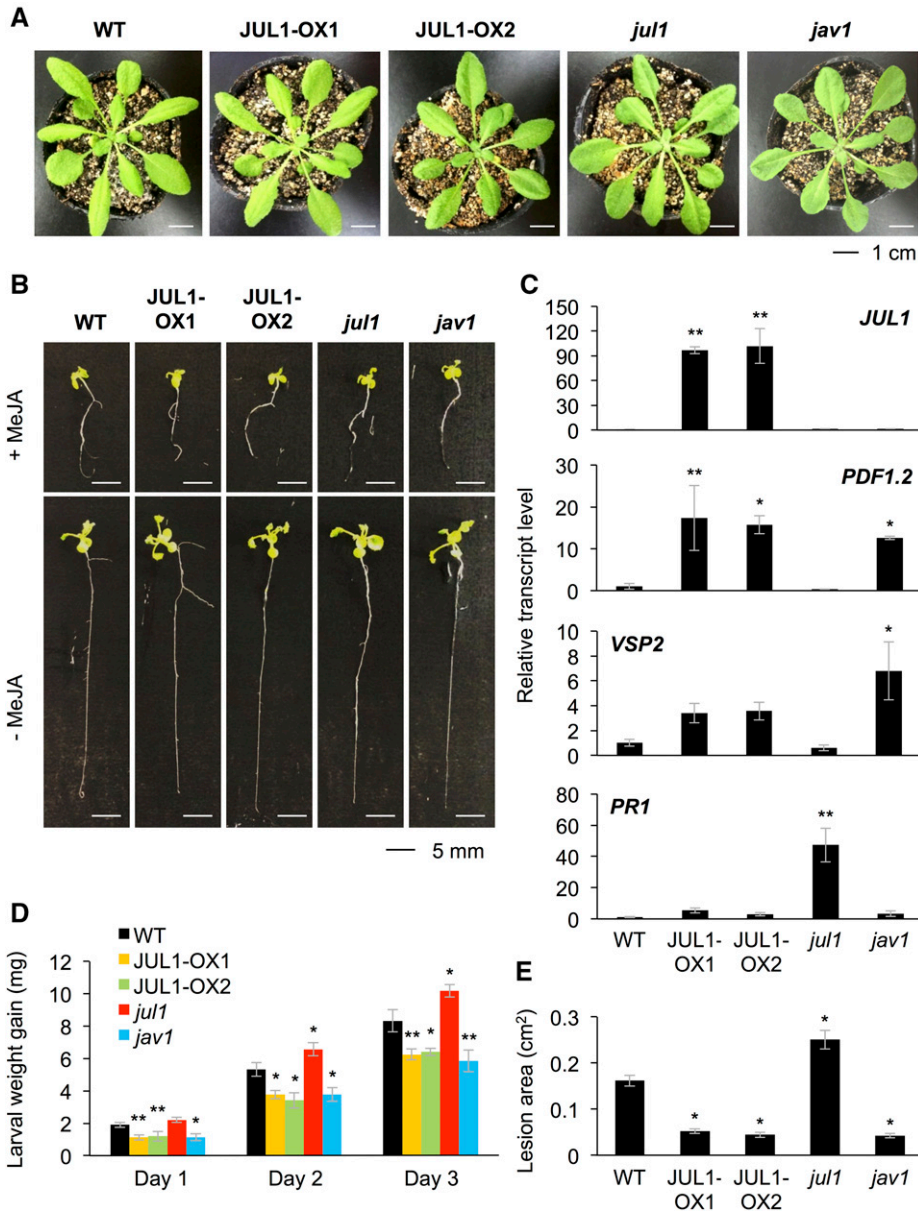 A
WT JUL1-OX1 JUL1-OX2 jul1 jav1
1 cm
B
WT JUL1-OX1 JUL1-OX2 jul1 jav1
+ MeJA
- MeJA
5 mm
C
Relative transcript level
150
120
90
60
30
0
** **
JUL1
30
20
10
0
** * *
PDF1.2
8
6
4
2
0
*
VSP2
80
60
40
20
0
**
PR1
WT JUL1-OX1 JUL1-OX2 jul1 jav1
D
WT
JUL1-OX1
JUL1-OX2
jul1
jav1
Larval weight gain (mg)
12
10
8
6
4
2
0
** ** *
* * * *
** * * **
Day 1 Day 2 Day 3
E
Lesion area (cm²)
0.3
0.2
0.1
0
* * * *
WT JUL1-OX1 JUL1-OX2 jul1 jav1